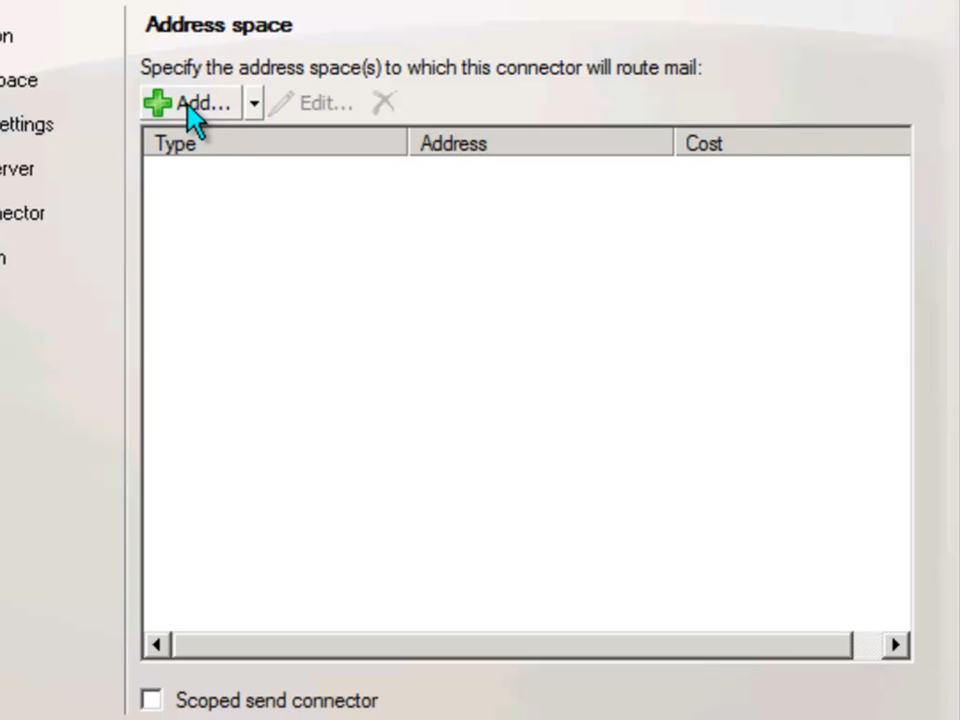 Address space
Specify the address space(s) to which this connector will route mail:
Add... Edit...
Type Address Cost
on
pace
ettings
erver
nector
n
Scoped send connector